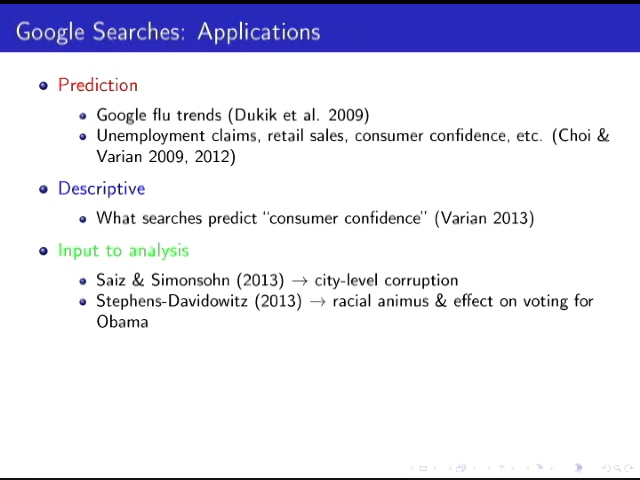 Google Searches: Applications
Prediction
Google flu trends (Dukik et al. 2009)
Unemployment claims, retail sales, consumer confidence, etc. (Choi &
Varian 2009, 2012)
Descriptive
What searches predict “consumer confidence” (Varian 2013)
Input to analysis
Saiz & Simonsohn (2013) → city-level corruption
Stephens-Davidowitz (2013) → racial animus & effect on voting for
Obama